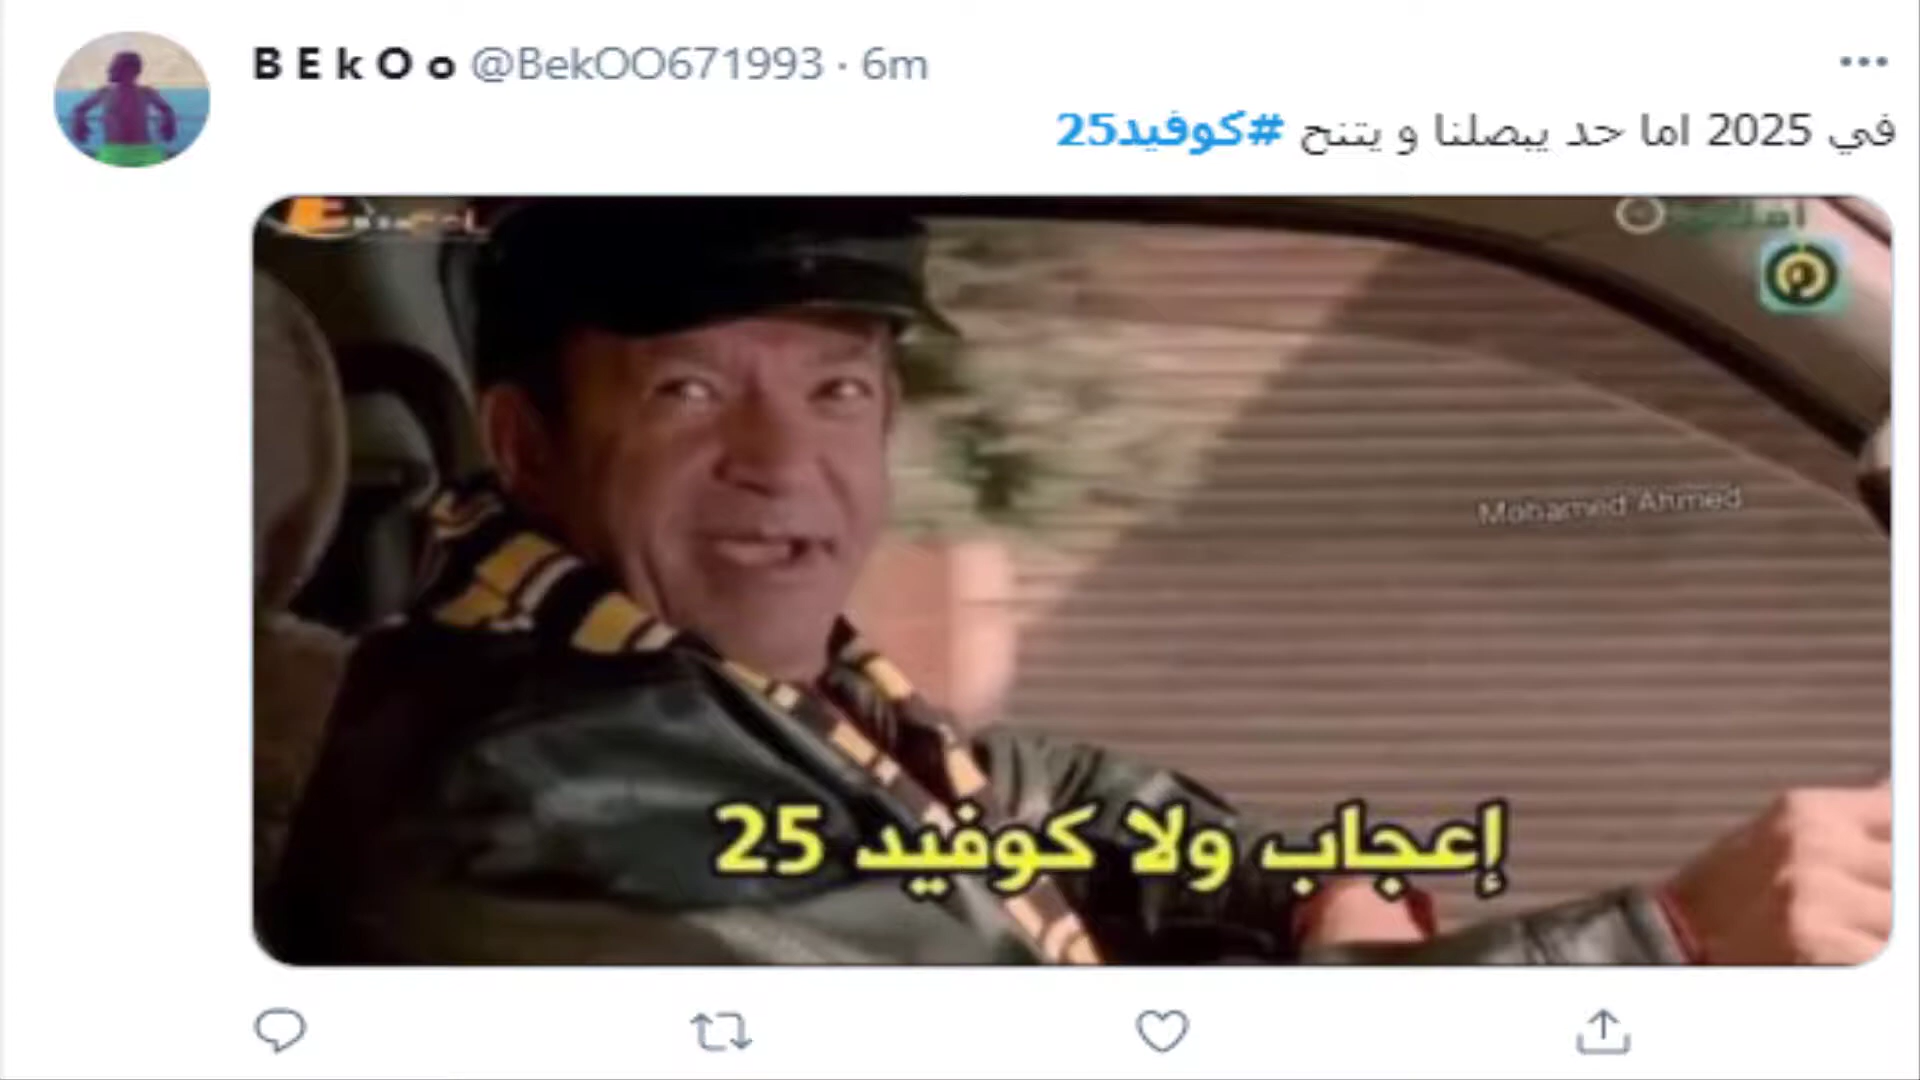 B E k O o @BekOO671993 · 6m
في 2025 اما حد يبصلنا و يتنح #كوفيد25
Mohamed Ahmed
إعجاب ولا كوفيد 25